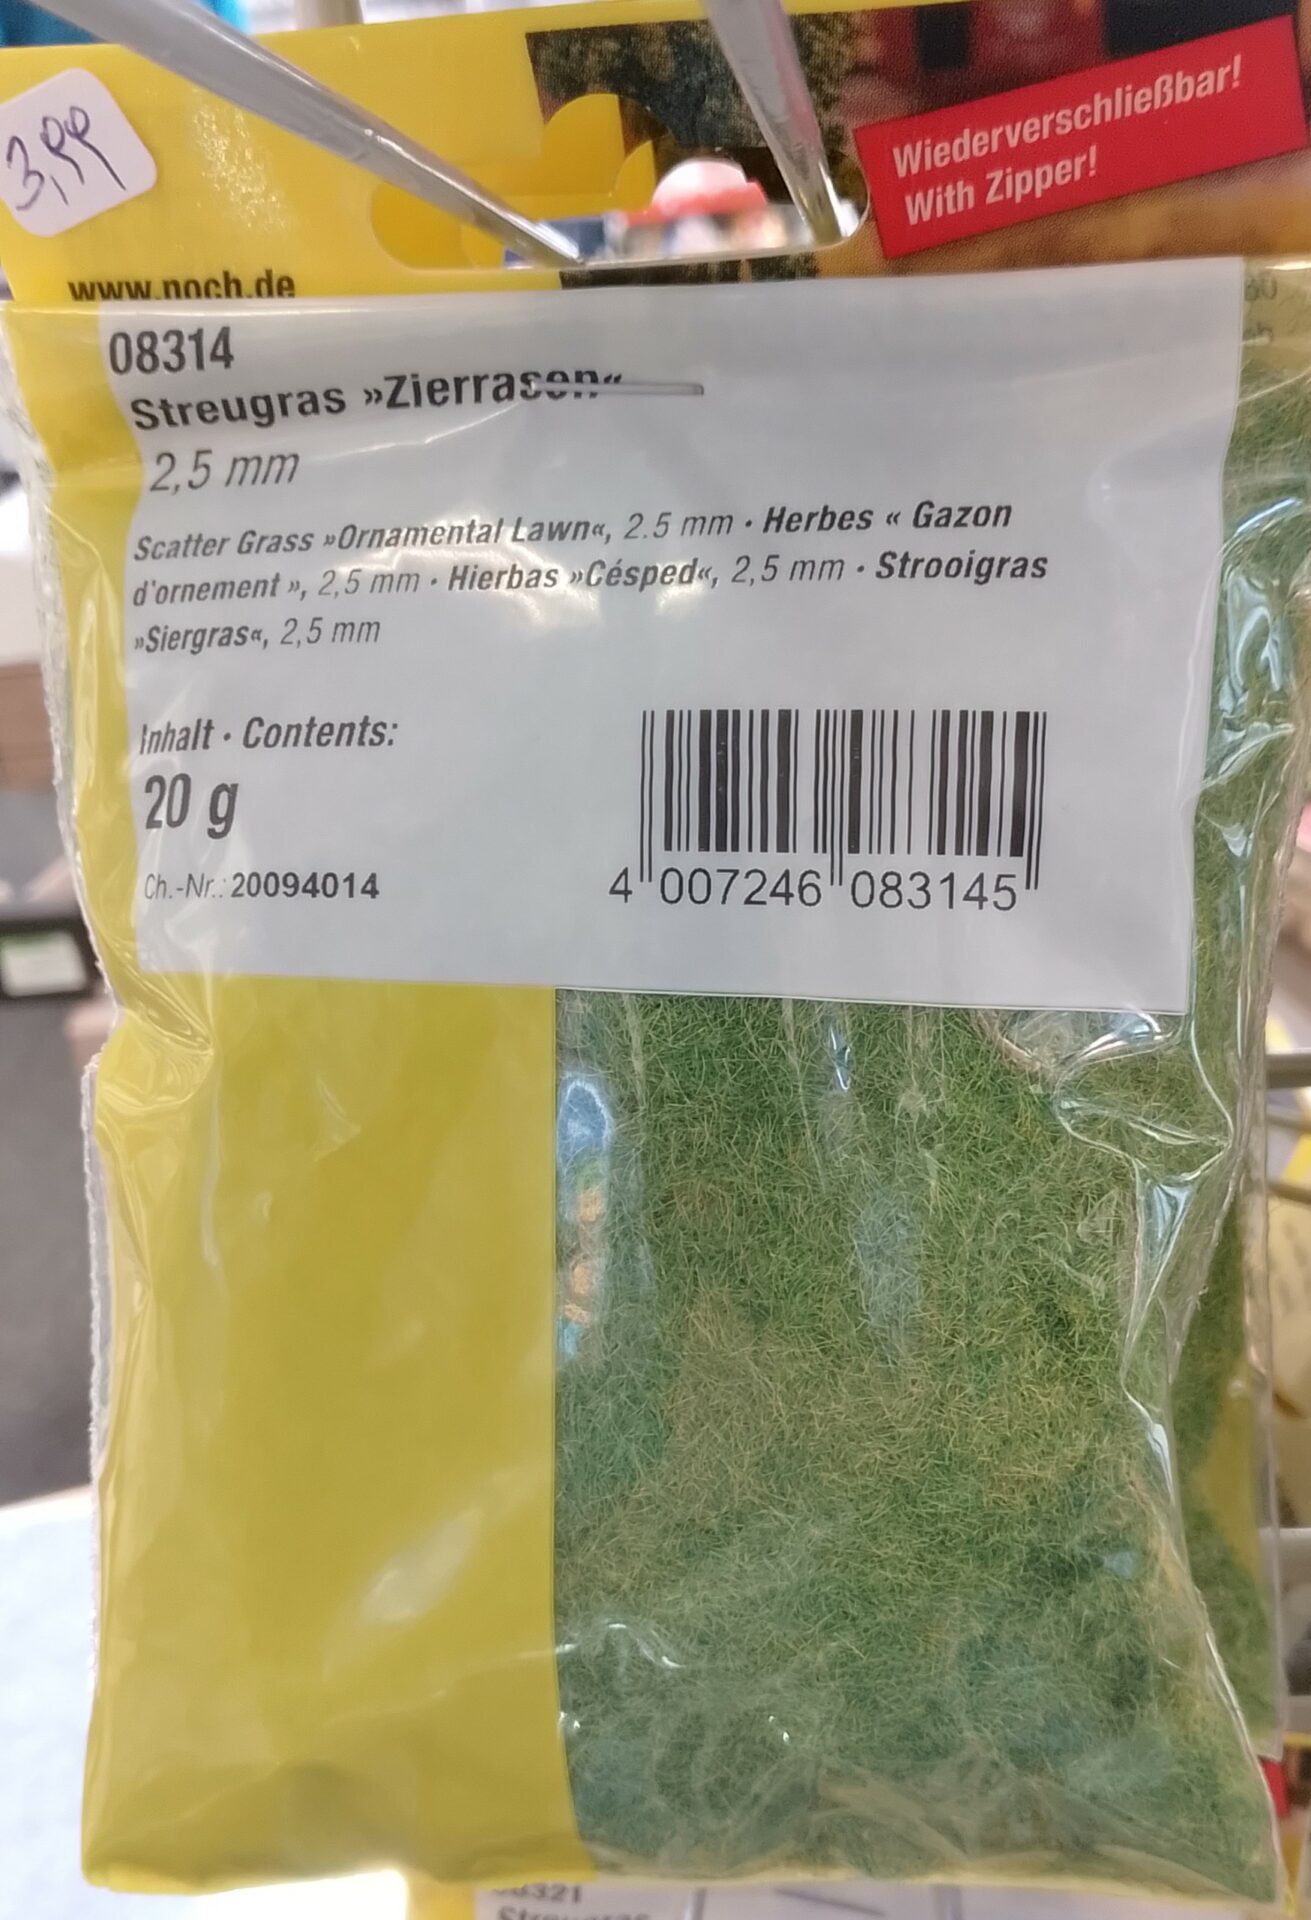 3,99
Wiederverschließbar!
With Zipper!
www.noch.de
08314
Streugras »Zierrasen«
2,5 mm
Scatter Grass »Ornamental Lawn«, 2.5 mm · Herbes « Gazon
d'ornement », 2,5 mm · Hierbas »Césped«, 2,5 mm · Strooigras
»Siergras«, 2,5 mm
Inhalt · Contents:
20 g
Ch.-Nr.: 20094014
4 007246 083145
08321
Streugras